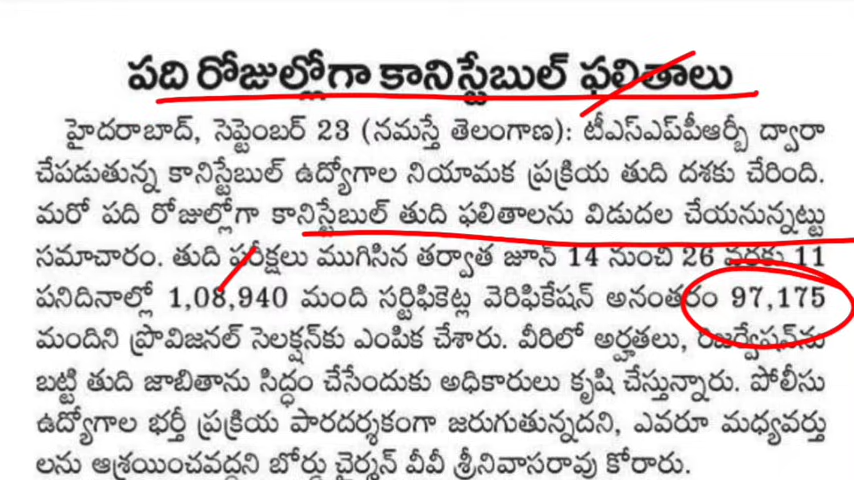 పది రోజుల్లోగా కానిస్టేబుల్ ఫలితాలు
హైదరాబాద్, సెప్టెంబర్ 23 (నమస్తే తెలంగాణ): టీఎస్ఎల్పీఆర్బీ ద్వారా
చేపడుతున్న కానిస్టేబుల్ ఉద్యోగాల నియామక ప్రక్రియ తుది దశకు చేరింది.
మరో పది రోజుల్లోగా కానిస్టేబుల్ తుది ఫలితాలను విడుదల చేయనున్నట్టు
సమాచారం. తుది పరీక్షలు ముగిసిన తర్వాత జూన్ 14 నుంచి 26 వరకు 11
పనిదినాల్లో 1,08,940 మంది సర్టిఫికెట్ల వెరిఫికేషన్ అనంతరం 97,175
మందిని ప్రొవిజనల్ సెలక్షన్‌కు ఎంపిక చేశారు. వీరిలో అర్హతలు, రిజర్వేషన్‌ను
బట్టి తుది జాబితాను సిద్ధం చేసేందుకు అధికారులు కృషి చేస్తున్నారు. పోలీసు
ఉద్యోగాల భర్తీ ప్రక్రియ పారదర్శకంగా జరుగుతున్నదని, ఎవరూ మధ్యవర్తు
లను ఆశ్రయించవద్దని బోర్డు చైర్మన్ వీవీ శ్రీనివాసరావు కోరారు.